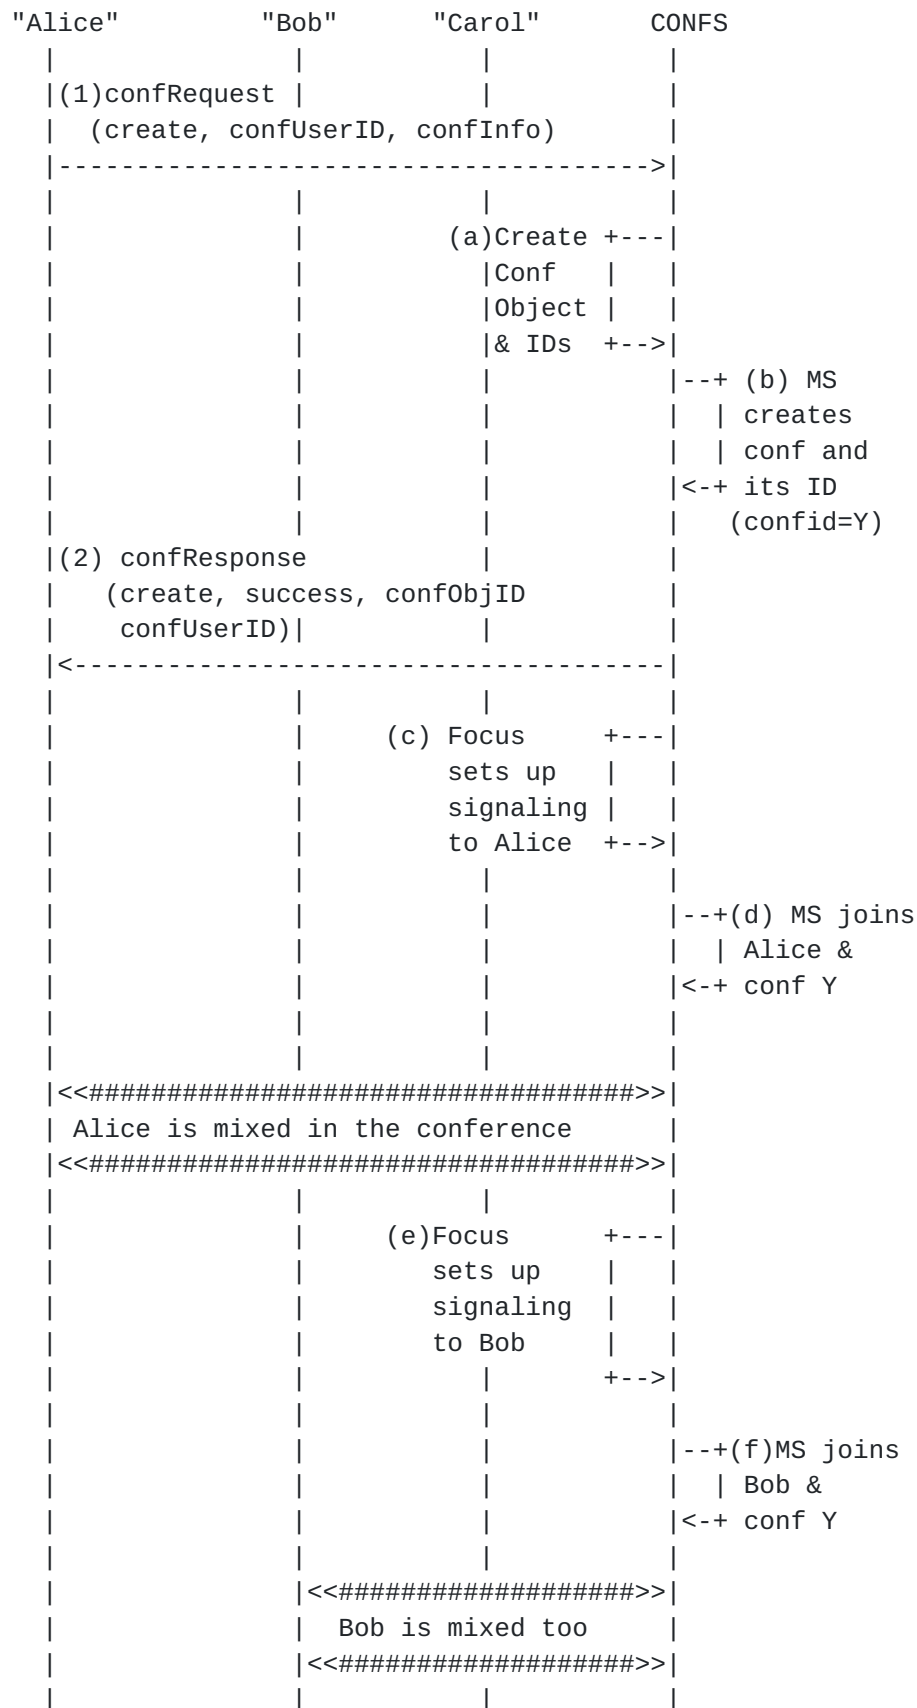 "Alice" "Bob" "Carol" CONFS
(1)confRequest
(create, confUserID, confInfo)
(a)Create
Conf
Object
& IDs
(b) MS
creates
conf and
its ID
(confid=Y)
(2) confResponse
(create, success, confObjID
confUserID)
(c) Focus
sets up
signaling
to Alice
(d) MS joins
Alice &
conf Y
Alice is mixed in the conference
(e)Focus
sets up
signaling
to Bob
(f)MS joins
Bob &
conf Y
Bob is mixed too